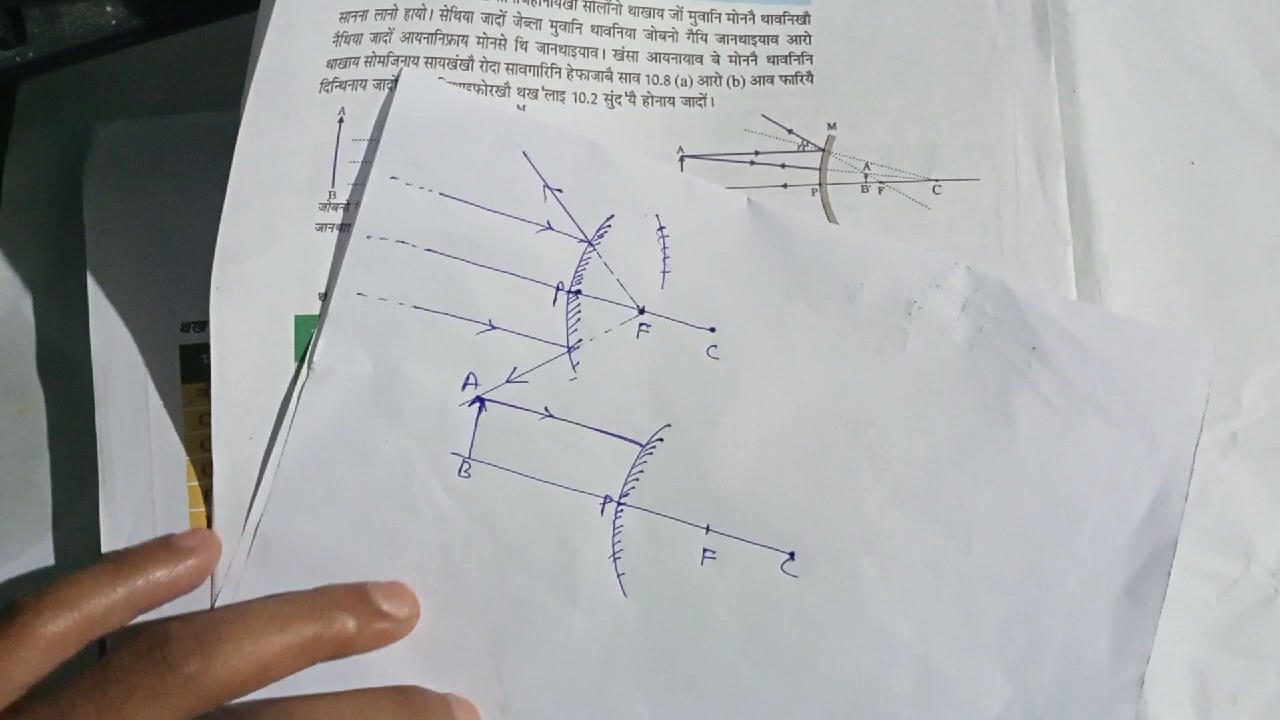 सानना लानो हायो। सेथिया जादों जेब्ला मुवानि थावनिया जोबनो गैयि जानथाइयाव आरो
नैथिया जादों आयनानिफ्राय मोनसे थि जानथाइयाव। खंसा आयनायाव बे मोननै थावनिनि
थाखाय सोमजिनाय सायखंखौ रोदा सावगारिनि हेफाजाबै साव 10.8 (a) आरो (b) आव फारियै
दिन्थिनाय जादों थख'लाइ 10.2 सुंद'यै होनाय जादों।
A
B
M
A
M
A'
P
B'
F
C
जोबनो
P
F
C
A
B
P
F
C